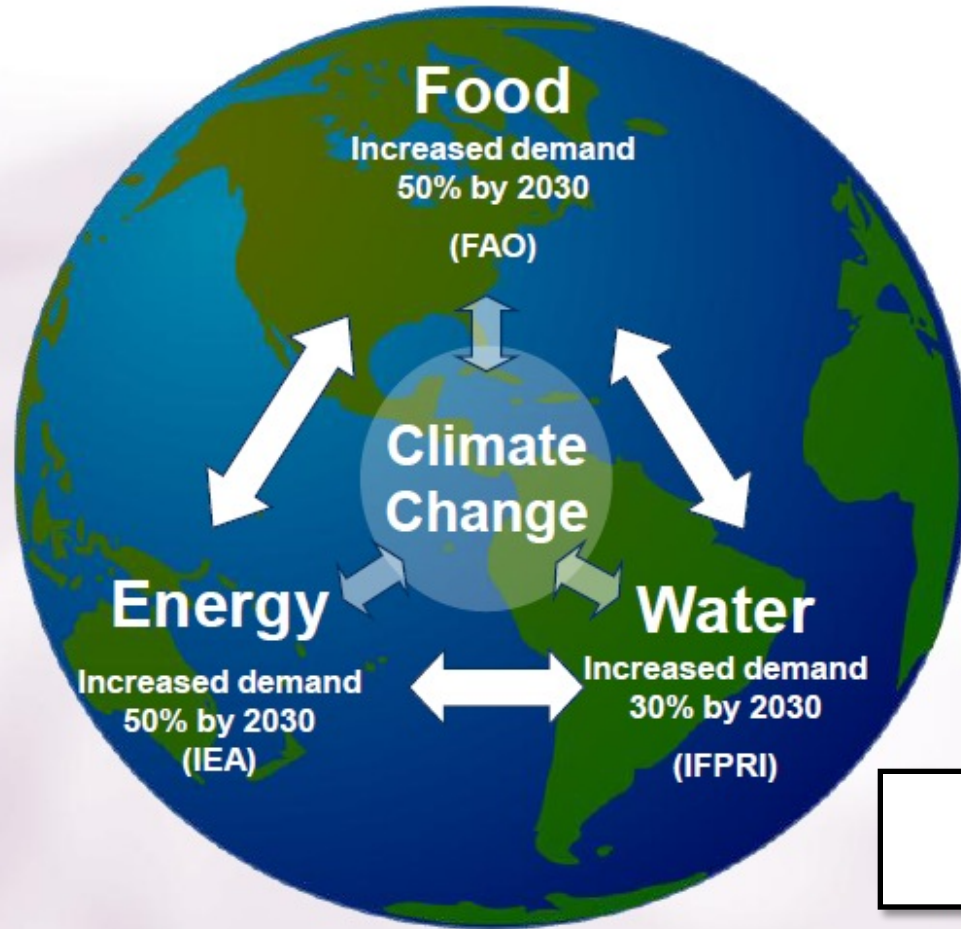 Food
Increased demand
50% by 2030
(FAO)
Climate
Change
Energy
Increased demand
50% by 2030
(IEA)
Water
Increased demand
30% by 2030
(IFPRI)